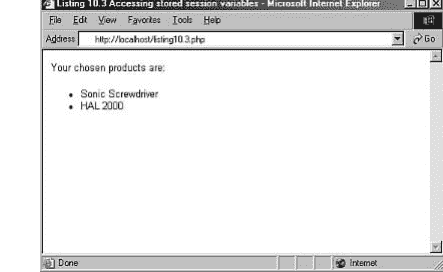 Listing 10.3 Accessing stored session variables - Microsoft Internet Explorer
File Edit View Favorites Tools Help
Address http://localhost/listing10.3.php Go
Your chosen products are:
• Sonic Screwdriver
• HAL 2000
Done Internet